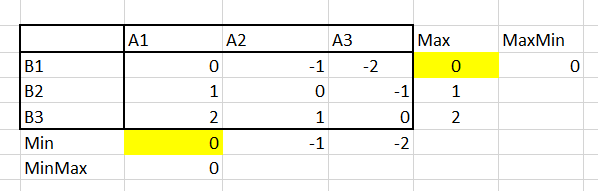 A1 A2 A3 Max MaxMin
B1 0 -1 -2 0 0
B2 1 0 -1 1
B3 2 1 0 2
Min 0 -1 -2
MinMax 0